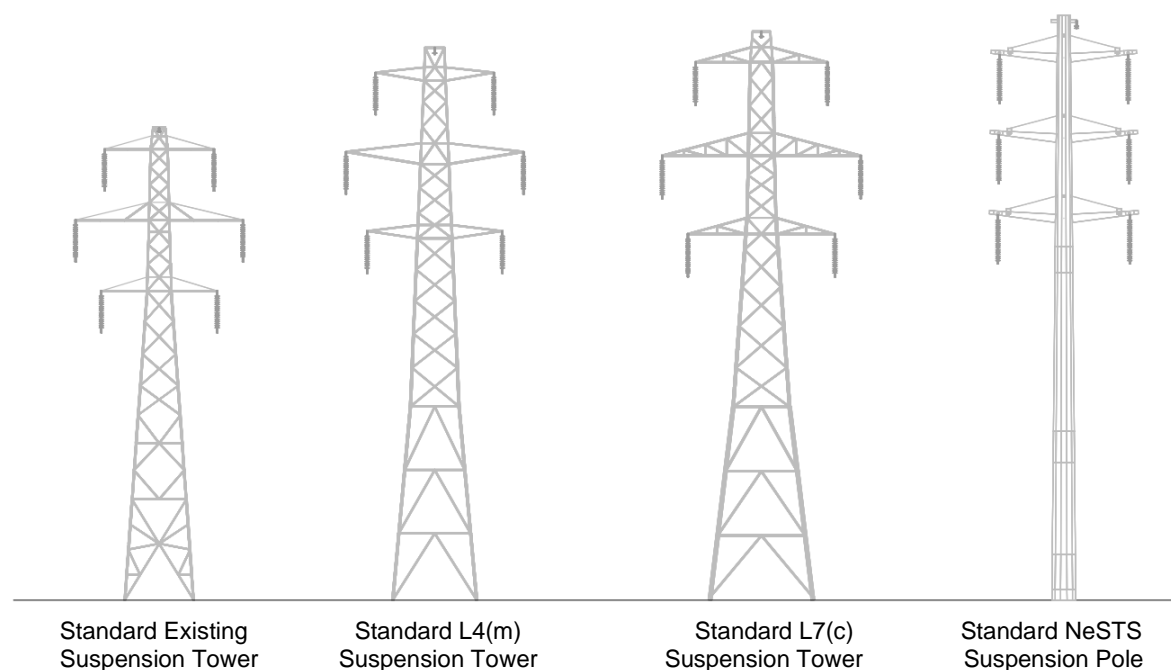 Standard Existing
Suspension Tower
Standard L4(m)
Suspension Tower
Standard L7(c)
Suspension Tower
Standard NeSTS
Suspension Pole